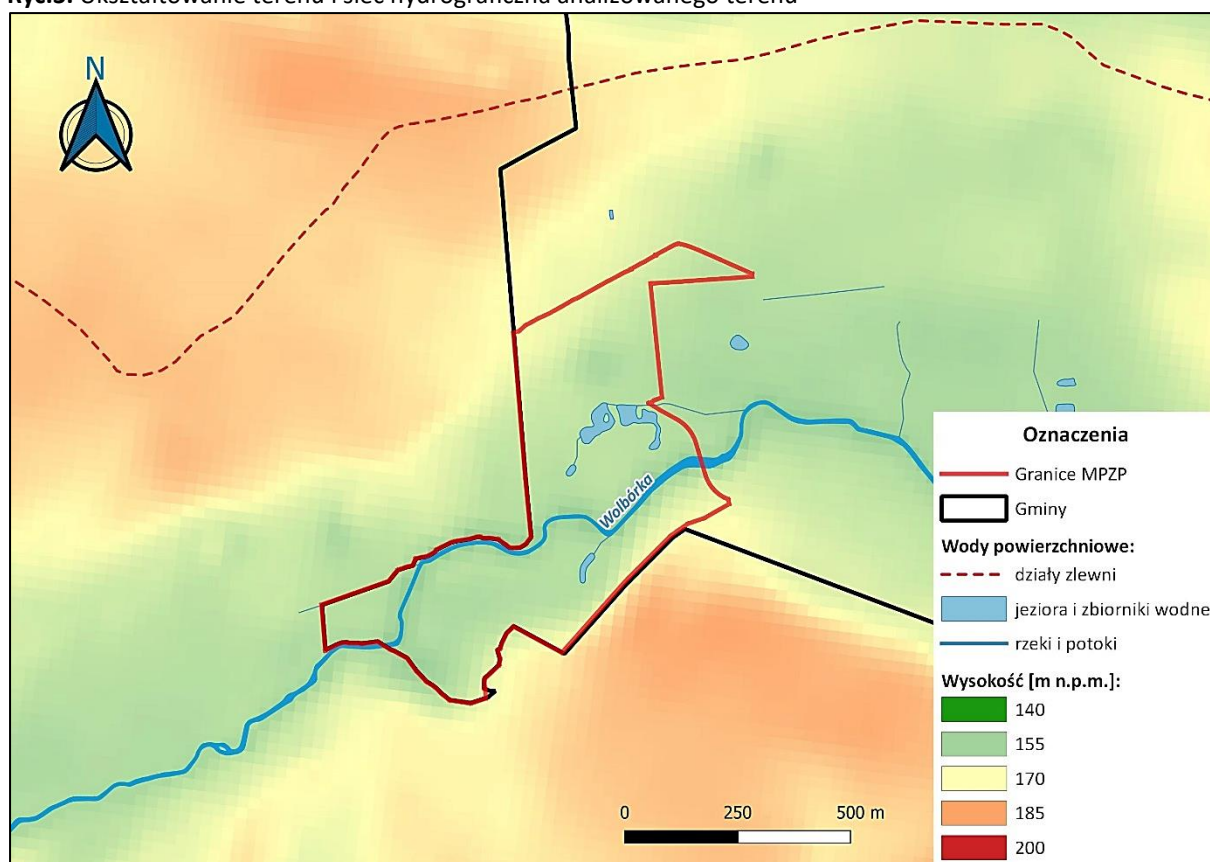 Ryc.3. Ukształtowanie terenu i sieć hydrograficzna analizowanego terenu
N
Wolbórka
Oznaczenia
Granice MPZP
Gminy
Wody powierzchniowe:
działy zlewni
jeziora i zbiorniki wodne
rzeki i potoki
Wysokość [m n.p.m.]:
140
155
170
185
200
0 250 500 m